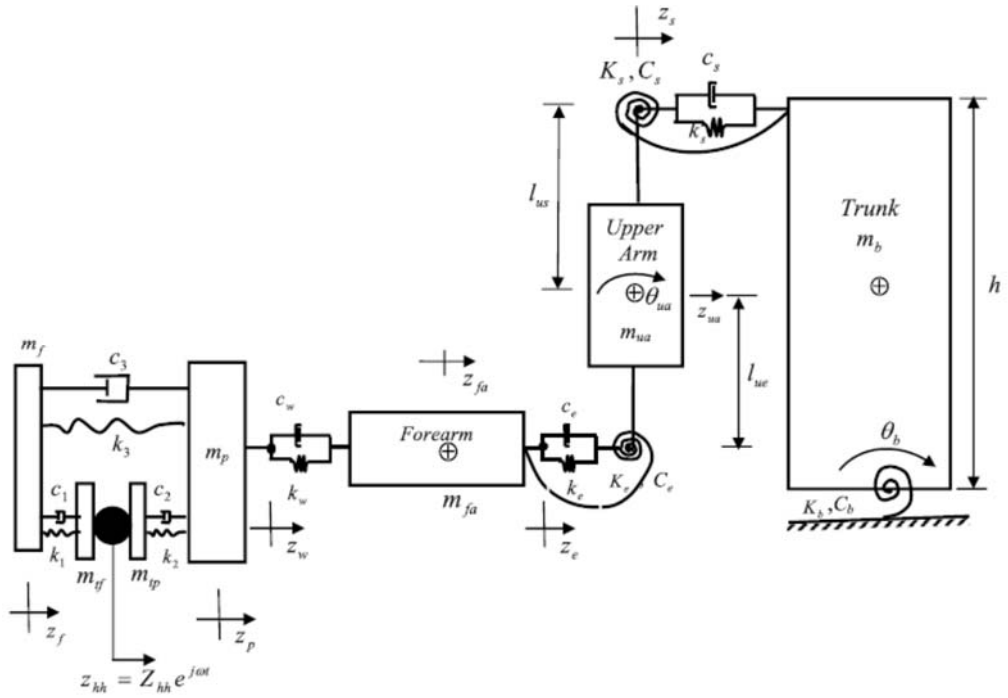 z_s
c_s
K_s , C_s
k_s
l_us
Upper
Arm
θ_ua
m_ua
z_ua
l_ue
Trunk
m_b
h
θ_b
K_b , C_b
m_f
c_3
k_3
m_p
c_1
c_2
k_1
k_2
m_tf
m_tp
z_f
z_p
z_hh = Z_hh e^jωt
c_w
k_w
z_w
z_fa
Forearm
m_fa
c_e
k_e
K_e , C_e
z_e